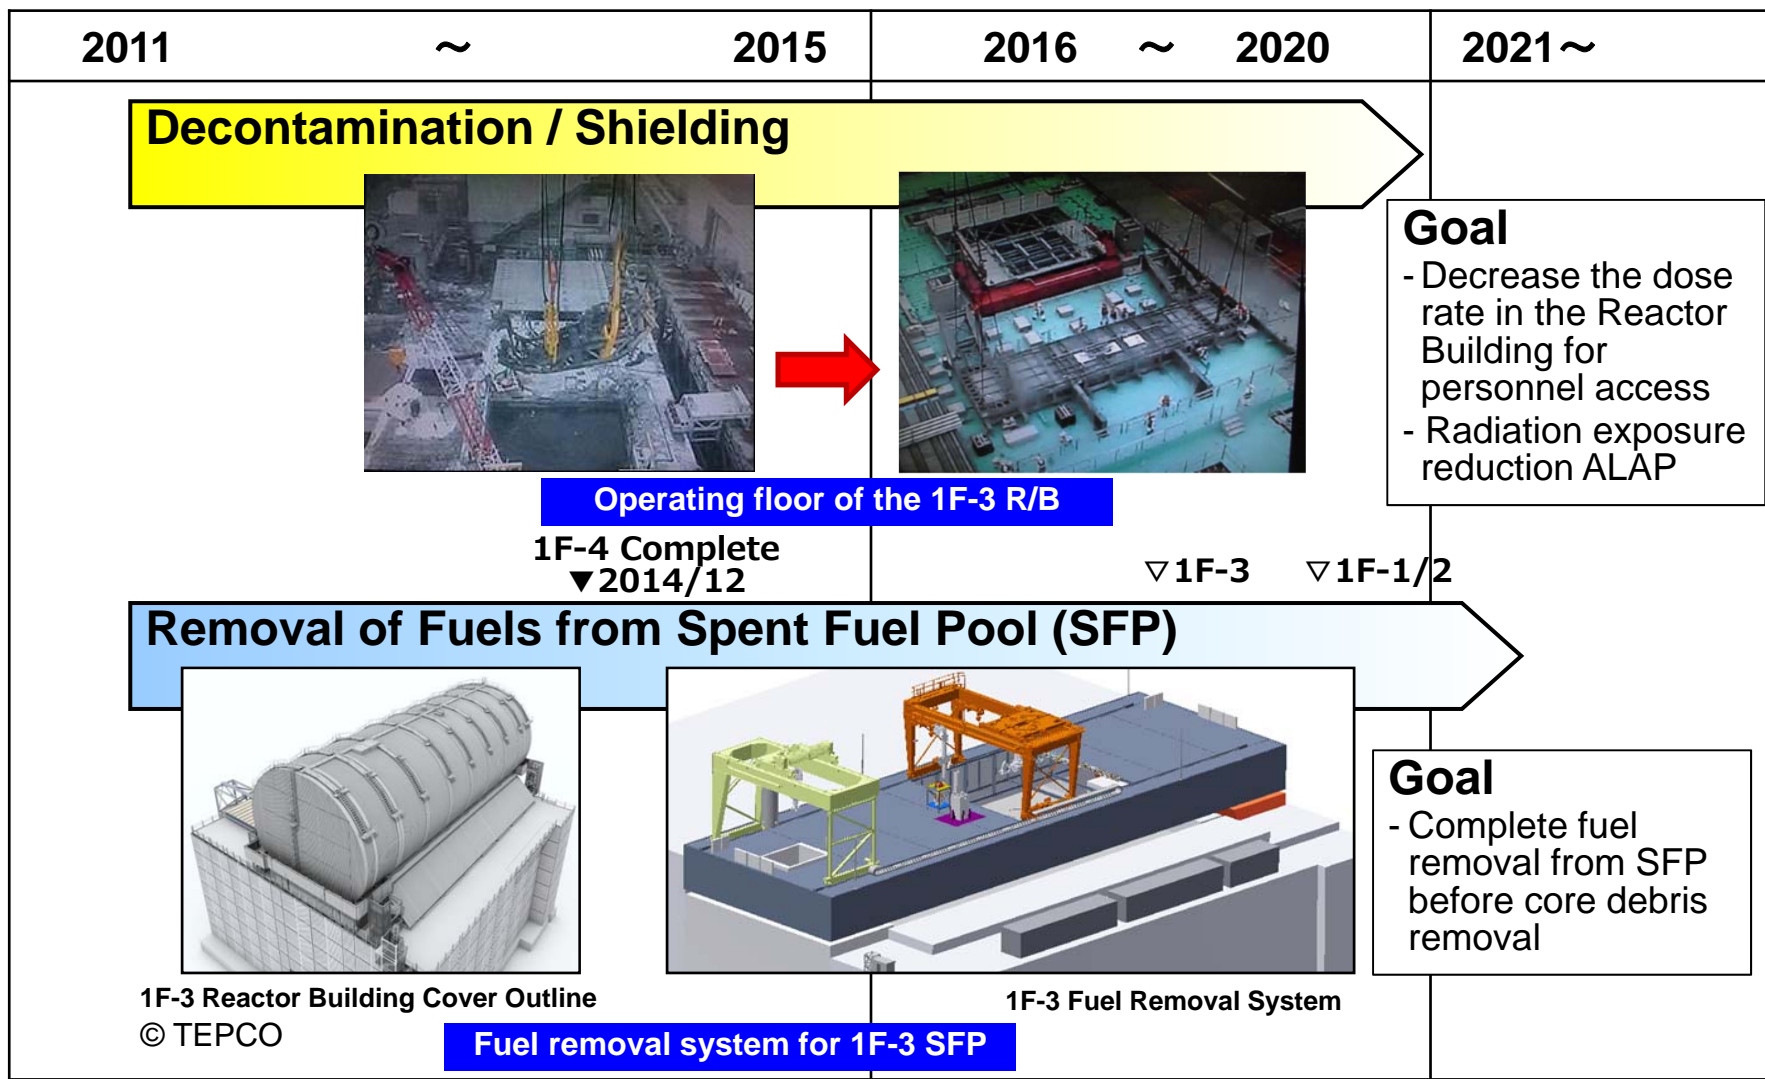 2011 ～ 2015 2016 ～ 2020 2021～
Decontamination / Shielding
Goal
- Decrease the dose
rate in the Reactor
Building for
personnel access
- Radiation exposure
reduction ALAP
Operating floor of the 1F-3 R/B
1F-4 Complete
▼2014/12
▽1F-3 ▽1F-1/2
Removal of Fuels from Spent Fuel Pool (SFP)
Goal
- Complete fuel
removal from SFP
before core debris
removal
1F-3 Reactor Building Cover Outline
1F-3 Fuel Removal System
© TEPCO
Fuel removal system for 1F-3 SFP